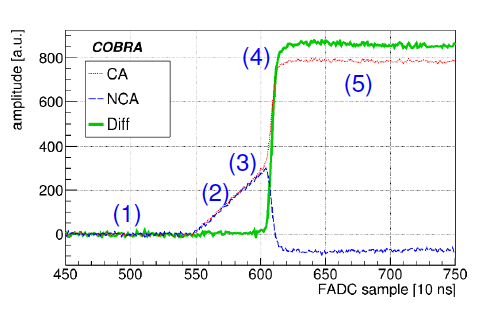 amplitude [a.u.]
800
600
400
200
0
COBRA
CA
NCA
Diff
(1)
(2)
(3)
(4)
(5)
450 500 550 600 650 700 750
FADC sample [10 ns]